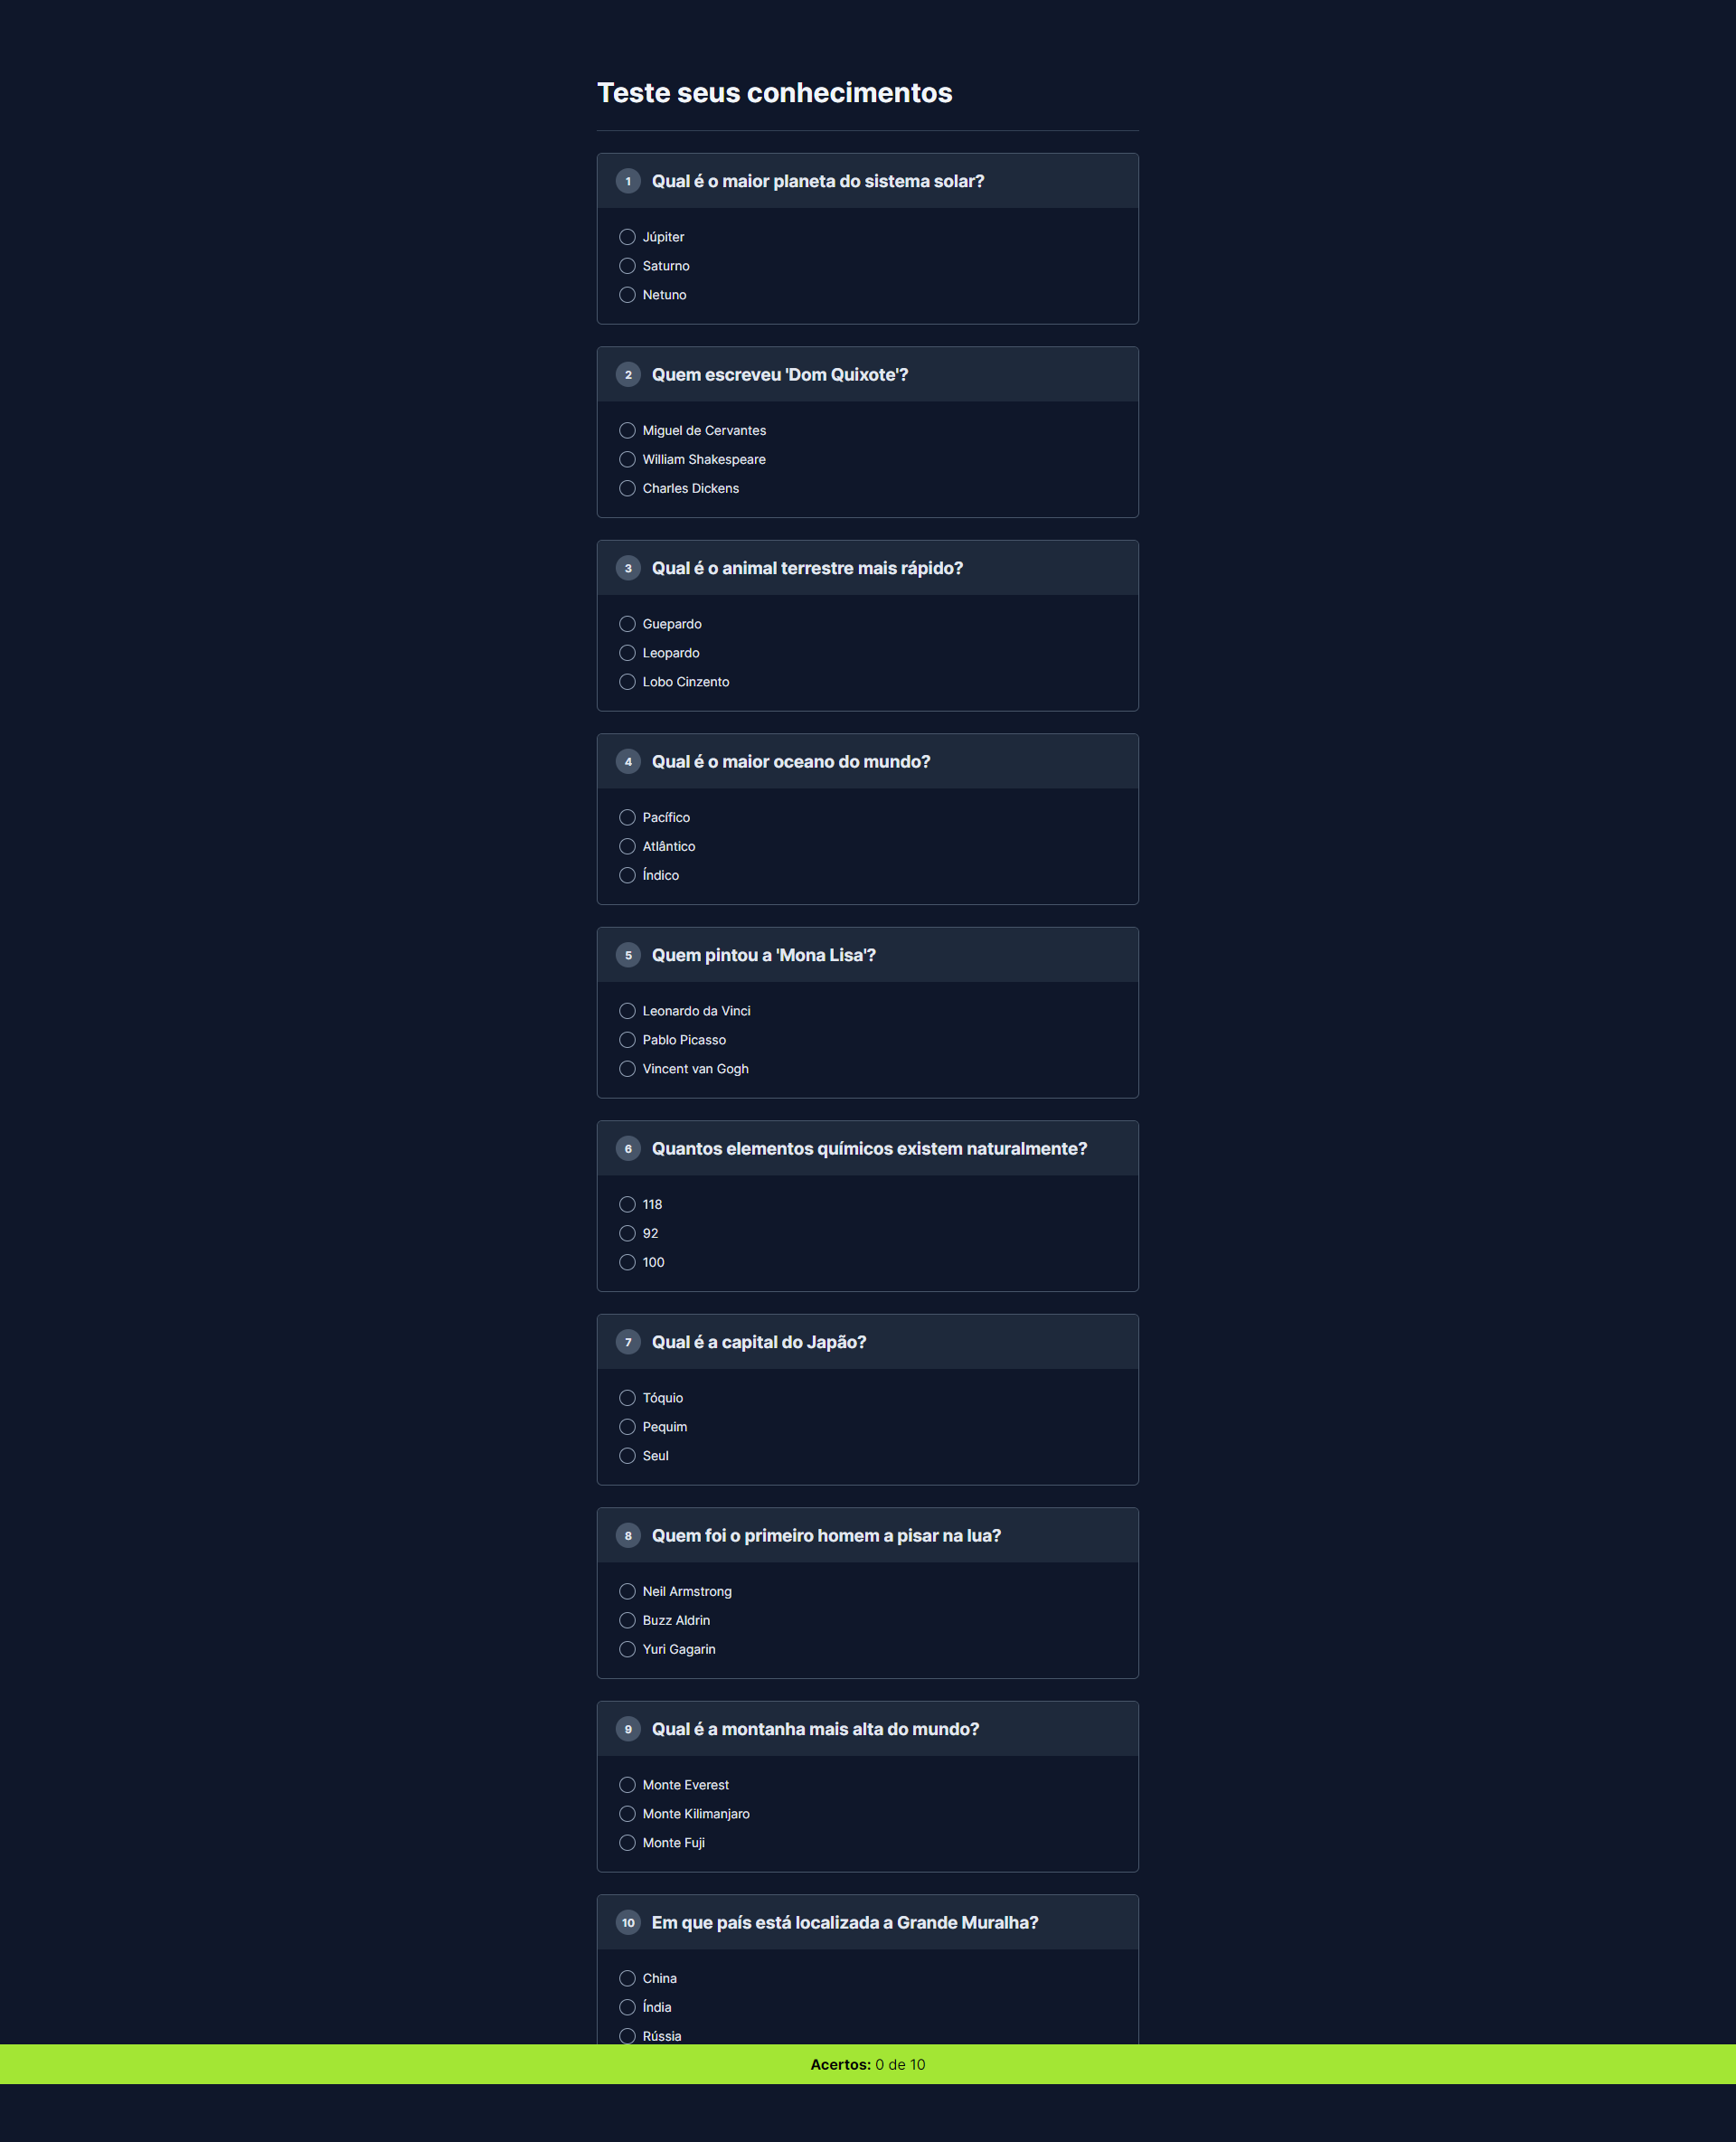 Teste seus conhecimentos
1 Qual é o maior planeta do sistema solar?
Júpiter
Saturno
Netuno
2 Quem escreveu 'Dom Quixote'?
Miguel de Cervantes
William Shakespeare
Charles Dickens
3 Qual é o animal terrestre mais rápido?
Guepardo
Leopardo
Lobo Cinzento
4 Qual é o maior oceano do mundo?
Pacífico
Atlântico
Índico
5 Quem pintou a 'Mona Lisa'?
Leonardo da Vinci
Pablo Picasso
Vincent van Gogh
6 Quantos elementos químicos existem naturalmente?
118
92
100
7 Qual é a capital do Japão?
Tóquio
Pequim
Seul
8 Quem foi o primeiro homem a pisar na lua?
Neil Armstrong
Buzz Aldrin
Yuri Gagarin
9 Qual é a montanha mais alta do mundo?
Monte Everest
Monte Kilimanjaro
Monte Fuji
10 Em que país está localizada a Grande Muralha?
China
Índia
Rússia
Acertos: 0 de 10